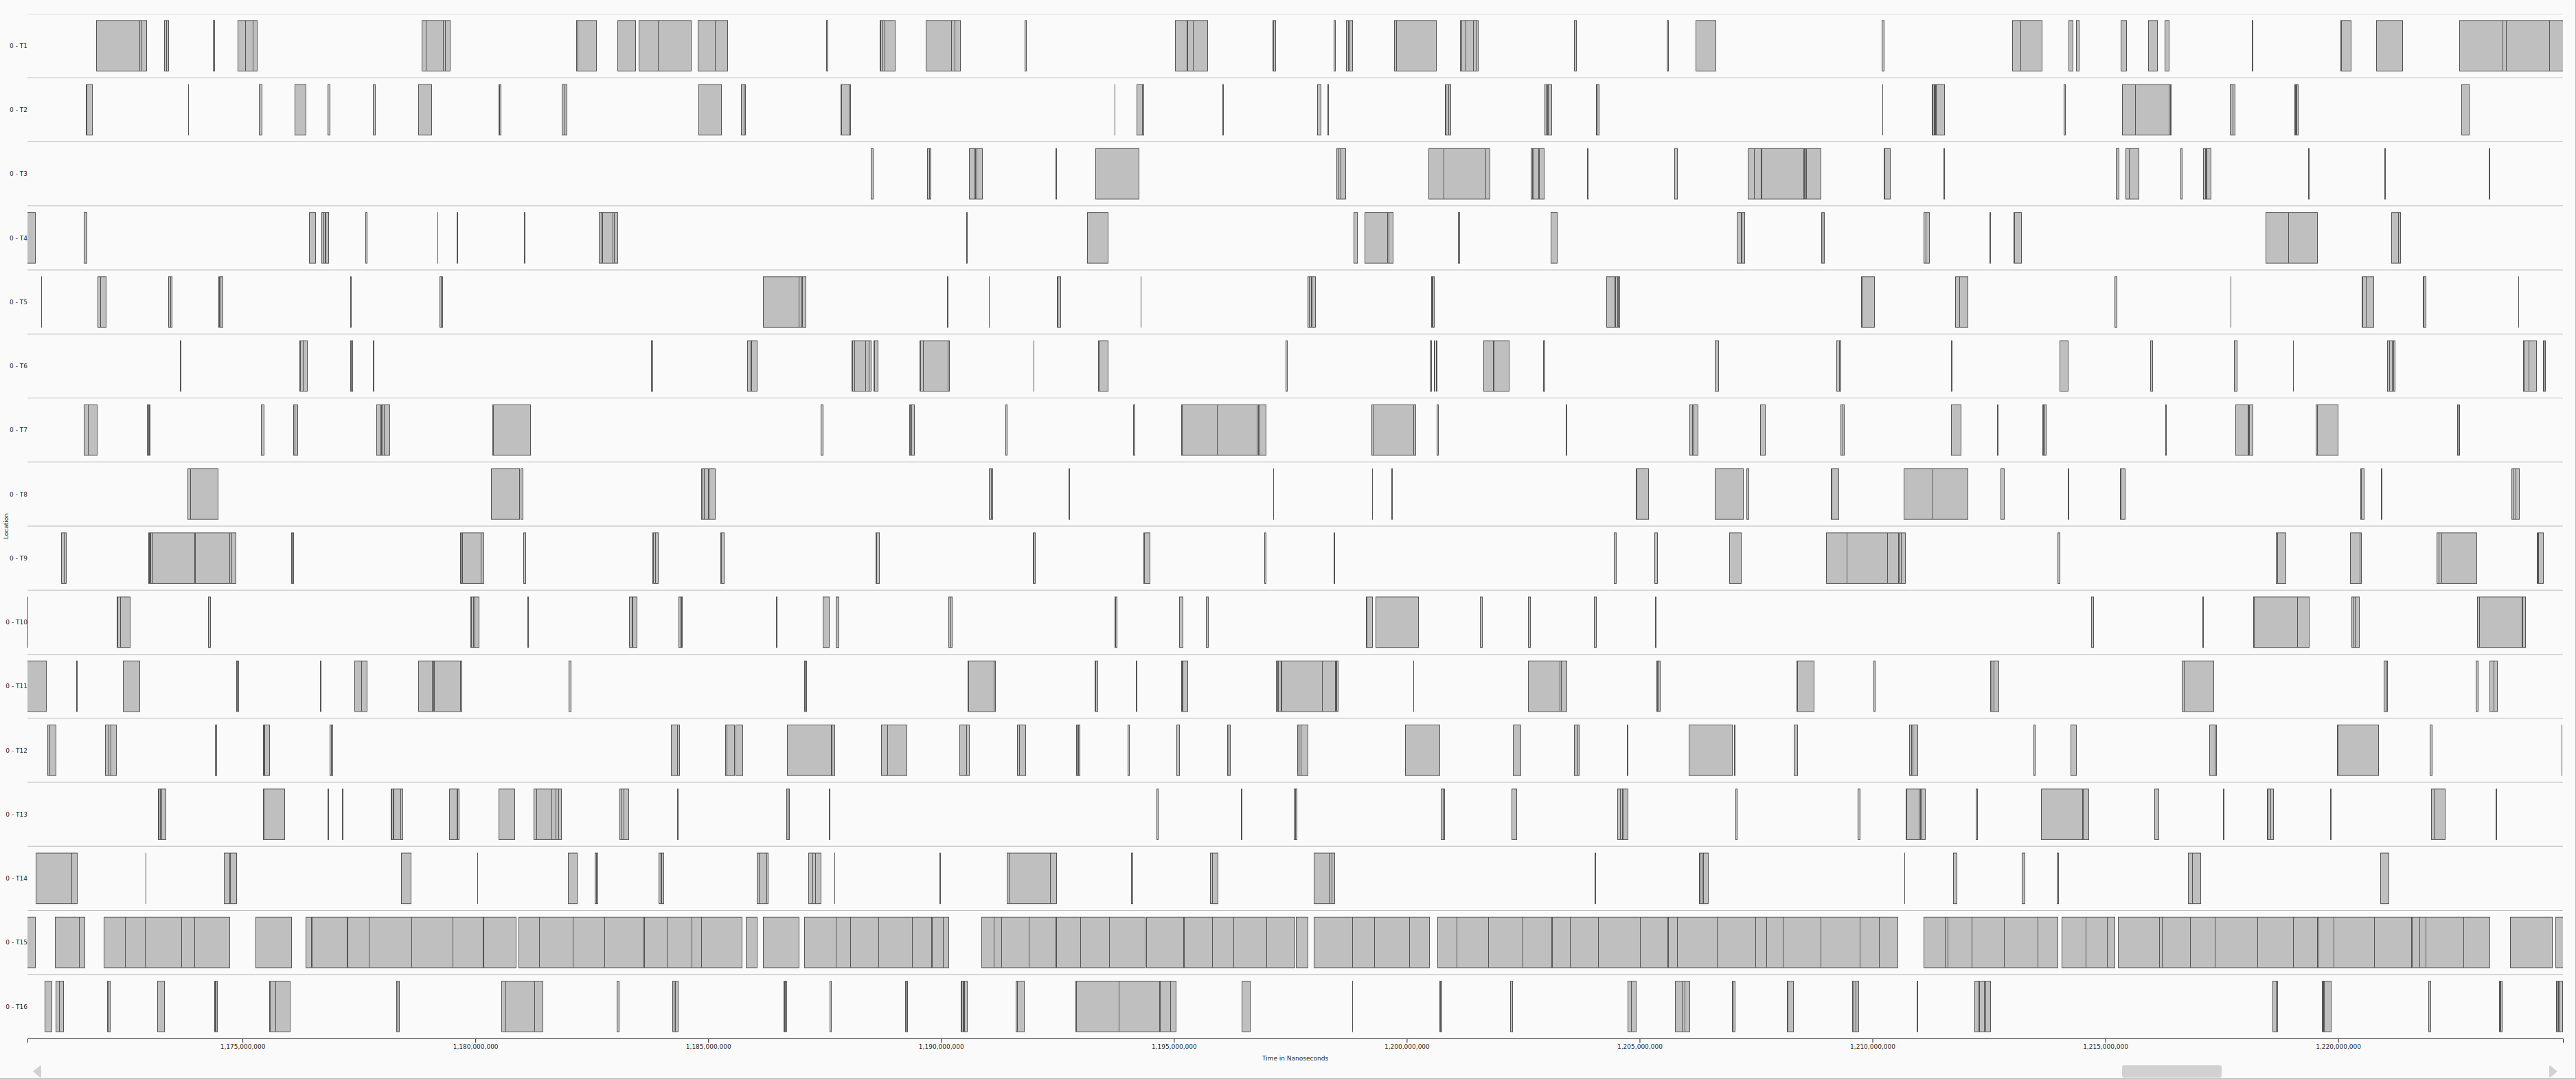 0 - T1
0 - T2
0 - T3
0 - T4
0 - T5
0 - T6
0 - T7
0 - T8
Location
0 - T9
0 - T10
0 - T11
0 - T12
0 - T13
0 - T14
0 - T15
0 - T16
1,175,000,000 1,180,000,000 1,185,000,000 1,190,000,000 1,195,000,000 1,200,000,000 1,205,000,000 1,210,000,000 1,215,000,000 1,220,000,000
Time in Nanoseconds